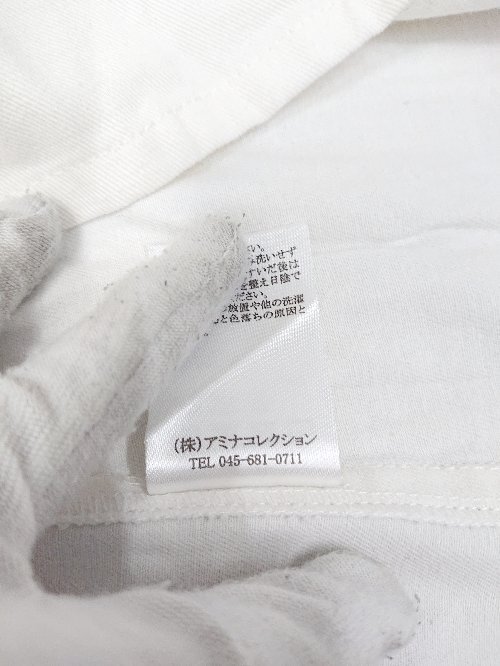 い。
み洗いせず
すいだ後は
を整え日陰で
ださい。
放置や他の洗濯
と色落ちの原因と
(株)アミナコレクション
TEL 045-681-0711